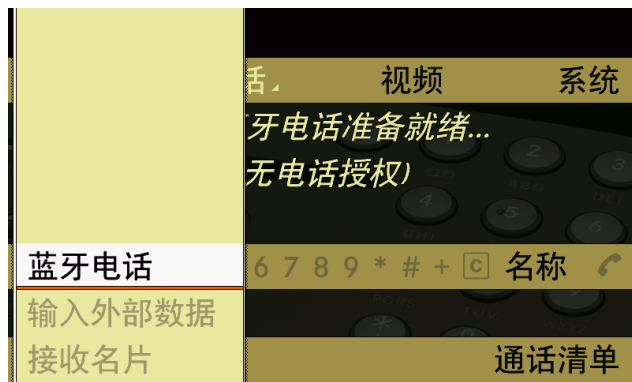 话 视频 系统
牙电话准备就绪...
无电话授权)
蓝牙电话 6 7 8 9 * # + C 名称
输入外部数据
接收名片 通话清单